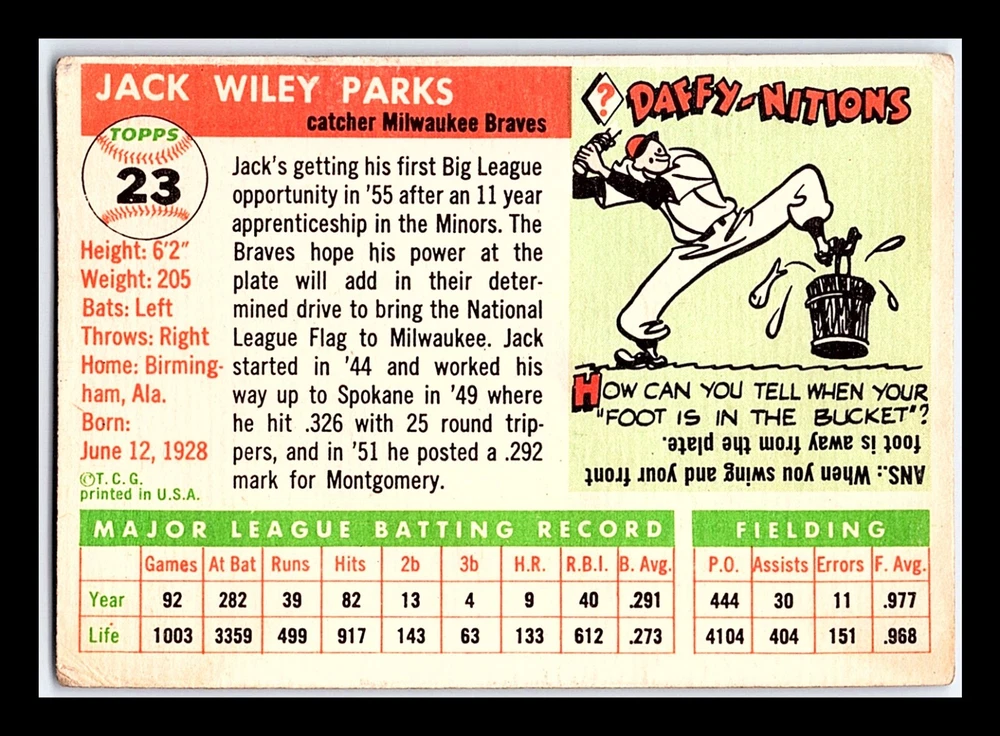 JACK WILEY PARKS
catcher Milwaukee Braves
TOPPS
23
Height: 6'2"
Weight: 205
Bats: Left
Throws: Right
Home: Birming-
ham, Ala.
Born:
June 12, 1928
©T. C. G.
printed in U.S.A.
Jack's getting his first Big League
opportunity in '55 after an 11 year
apprenticeship in the Minors. The
Braves hope his power at the
plate will add in their deter-
mined drive to bring the National
League Flag to Milwaukee. Jack
started in '44 and worked his
way up to Spokane in '49 where
he hit .326 with 25 round trip-
pers, and in '51 he posted a .292
mark for Montgomery.
? DAFFY-NITIONS
HOW CAN YOU TELL WHEN YOUR
"FOOT IS IN THE BUCKET"?
ANS.: When you swing and your front
foot is away from the plate.
MAJOR LEAGUE BATTING RECORD
Games At Bat Runs Hits 2b 3b H.R. R.B.I. B. Avg.
Year 92 282 39 82 13 4 9 40 .291
Life 1003 3359 499 917 143 63 133 612 .273
FIELDING
P.O. Assists Errors F. Avg.
444 30 11 .977
4104 404 151 .968